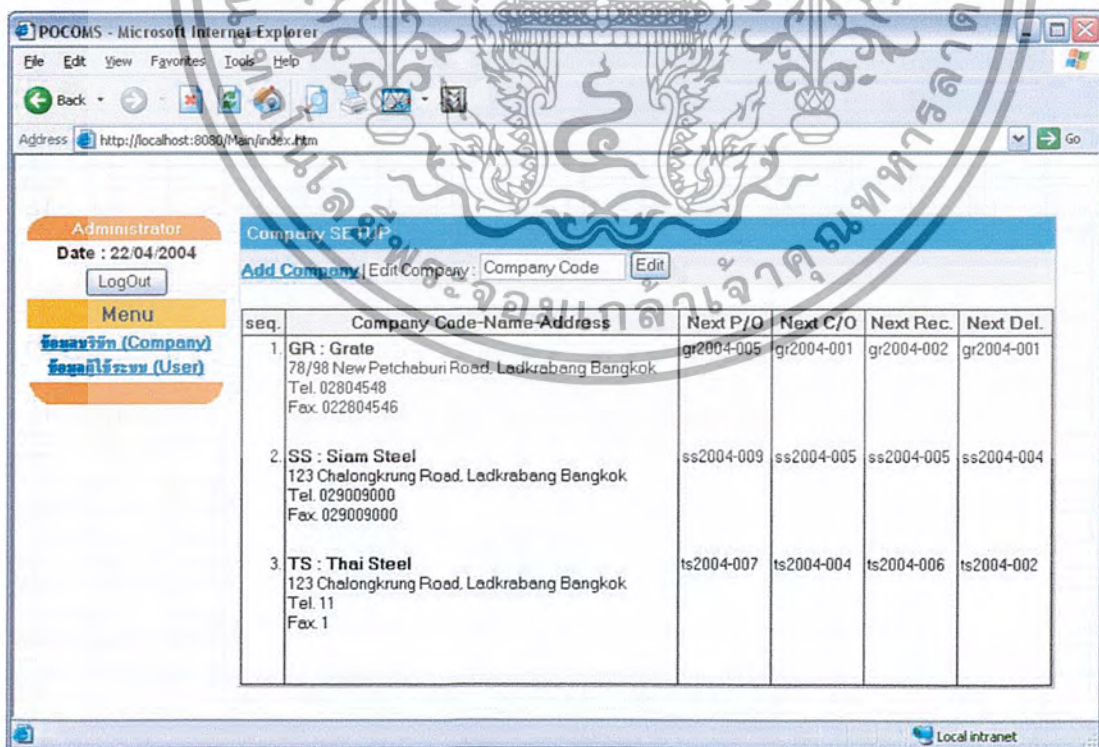 POCOMS - Microsoft Internet Explorer
File Edit View Favorites Tools Help
Back
Address http://localhost:8080/Main/index.htm Go
Administrator
Date : 22/04/2004
LogOut
Menu
ข้อมูลบริษัท (Company)
ข้อมูลผู้ใช้ระบบ (User)
Company SETUP
Add Company | Edit Company : Company Code Edit
seq. Company Code-Name-Address Next P/O Next C/O Next Rec. Next Del.
1. GR : Grate gr2004-005 gr2004-001 gr2004-002 gr2004-001
78/98 New Petchaburi Road, Ladkrabang Bangkok
Tel. 02804548
Fax. 022804546
2. SS : Siam Steel ss2004-009 ss2004-005 ss2004-005 ss2004-004
123 Chalongkrung Road, Ladkrabang Bangkok
Tel. 029009000
Fax. 029009000
3. TS : Thai Steel ts2004-007 ts2004-004 ts2004-006 ts2004-002
123 Chalongkrung Road, Ladkrabang Bangkok
Tel. 11
Fax. 1
Local intranet